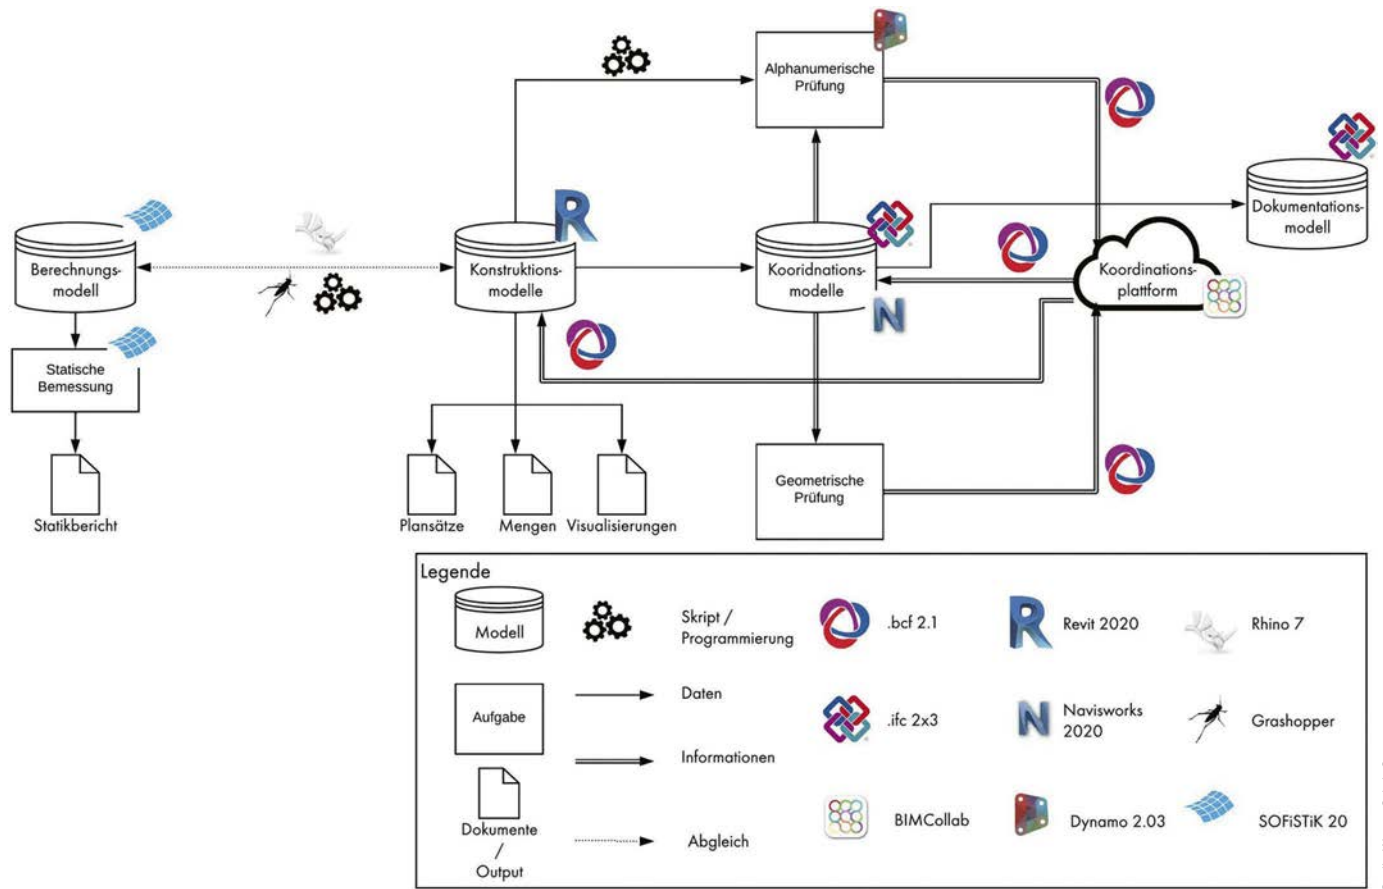 Alphanumerische
Prüfung
Dokumentations-
modell
Berechnungs-
modell
Konstruktions-
modelle
Kooridnations-
modelle
Koordinations-
plattform
Statische
Bemessung
Geometrische
Prüfung
Statikbericht
Plansätze
Mengen
Visualisierungen
Legende
Modell
Skript /
Programmierung
.bcf 2.1
Revit 2020
Rhino 7
Aufgabe
Daten
.ifc 2x3
Navisworks
2020
Grashopper
Informationen
Dokumente
/
Output
Abgleich
BIMCollab
Dynamo 2.03
SOFiSTiK 20